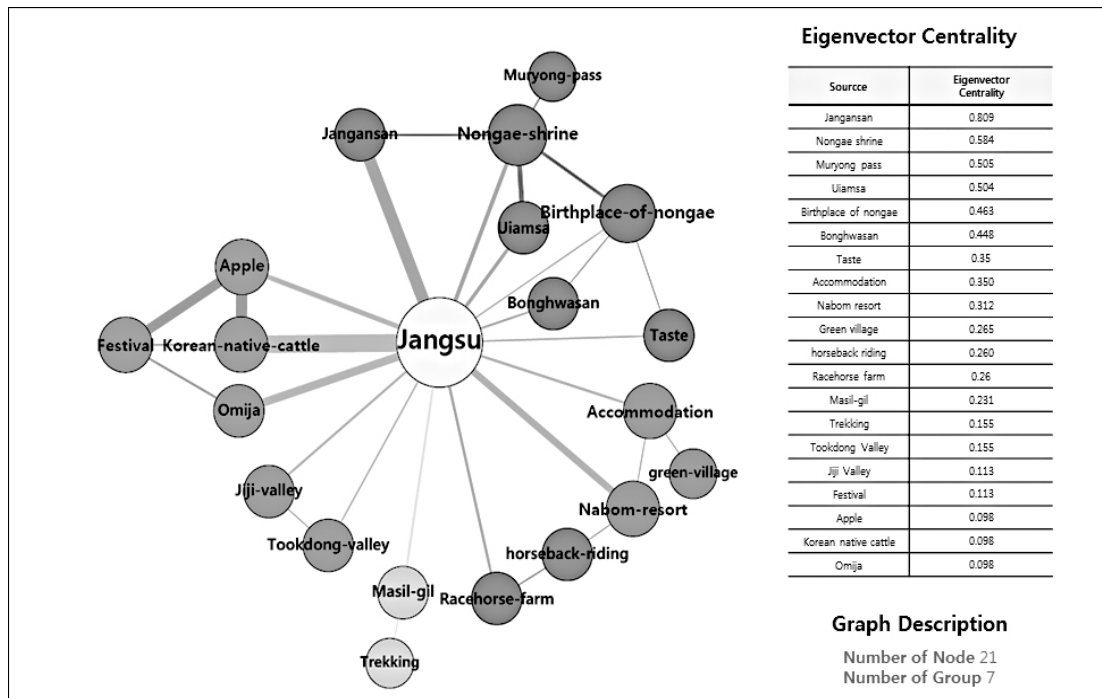 Eigenvector Centrality
Muryong-pass
Jangansan
Nongae-shrine
Birthplace-of-nongae
Uiamsa
Apple
Bonghwasan
Festival
Korean-native-cattle
Jangsu
Taste
Omija
Accommodation
green-village
Jiji-valley
Nabom-resort
Tookdong-valley
horseback-riding
Masil-gil
Racehorse-farm
Trekking
Sourcce Eigenvector
Centrality
Jangansan 0.809
Nongae shrine 0.584
Muryong pass 0.505
Uiamsa 0.504
Birthplace of nongae 0.463
Bonghwasan 0.448
Taste 0.35
Accommodation 0.350
Nabom resort 0.312
Green village 0.265
horseback riding 0.260
Racehorse farm 0.26
Masil-gil 0.231
Trekking 0.155
Tookdong Valley 0.155
Jiji Valley 0.113
Festival 0.113
Apple 0.098
Korean native cattle 0.098
Omija 0.098
Graph Description
Number of Node 21
Number of Group 7